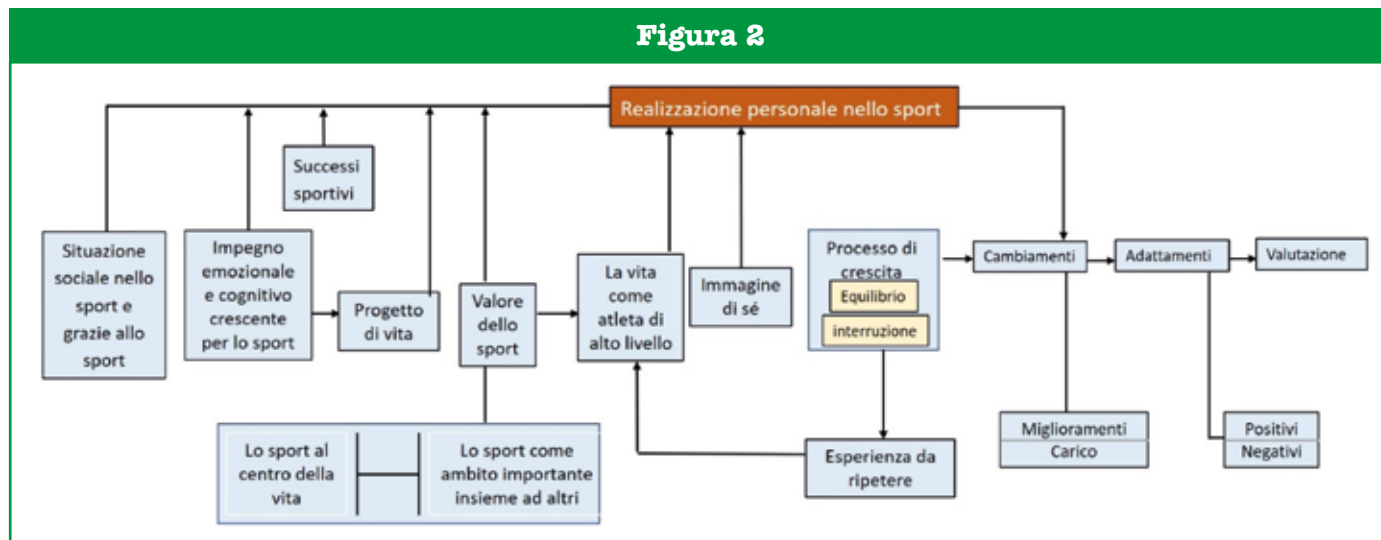 Figura 2
Realizzazione personale nello sport
Successi
sportivi
Situazione
sociale nello
sport e
grazie allo
sport
Impegno
emozionale
e cognitivo
crescente
per lo sport
Progetto
di vita
Valore
dello
sport
La vita
come
atleta di
alto livello
Immagine
di sé
Processo di
crescita
Equilibrio
interruzione
Cambiamenti
Adattamenti
Valutazione
Lo sport al
centro della
vita
Lo sport come
ambito importante
insieme ad altri
Esperienza da
ripetere
Miglioramenti
Carico
Positivi
Negativi